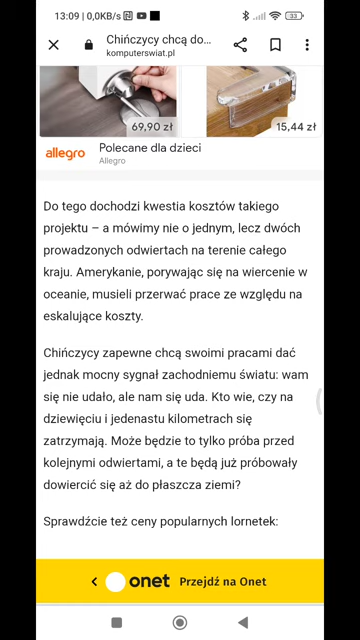 13:09 | 0,0KB/s
33
Chińczycy chcą do...
komputerswiat.pl
69,90 zł
15,44 zł
allegro
Polecane dla dzieci
Allegro
Do tego dochodzi kwestia kosztów takiego
projektu – a mówimy nie o jednym, lecz dwóch
prowadzonych odwiertach na terenie całego
kraju. Amerykanie, porywając się na wiercenie w
oceanie, musieli przerwać prace ze względu na
eskalujące koszty.
Chińczycy zapewne chcą swoimi pracami dać
jednak mocny sygnał zachodniemu światu: wam
się nie udało, ale nam się uda. Kto wie, czy na
dziewięciu i jedenastu kilometrach się
zatrzymają. Może będzie to tylko próba przed
kolejnymi odwiertami, a te będą już próbowały
dowiercić się aż do płaszcza ziemi?
Sprawdźcie też ceny popularnych lornetek:
onet Przejdź na Onet